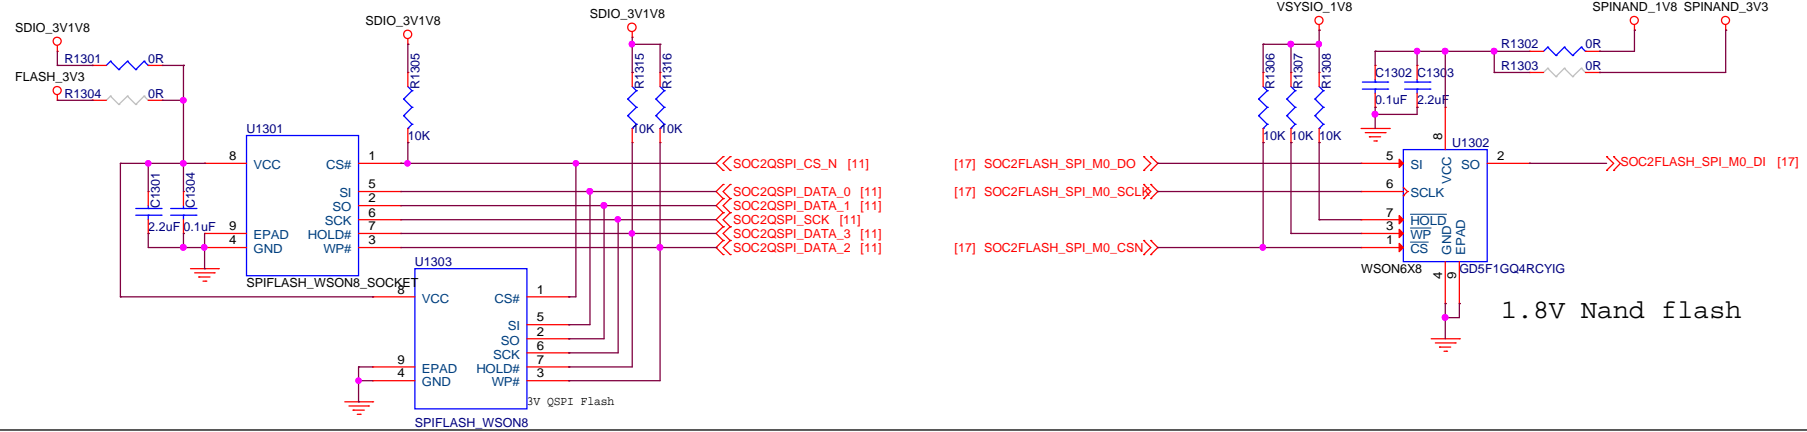 SDIO_3V1V8
R1301 0R
FLASH_3V3
R1304 0R
SDIO_3V1V8
R1305
10K
SDIO_3V1V8
R1315
R1316
10K 10K
U1301
8 VCC CS# 1
SI 5
SO 2
SCK 6
9 EPAD HOLD# 7
4 GND WP# 3
SPIFLASH_WSON8_SOCKET
C1301
2.2uF
C1304
0.1uF
SOC2QSPI_CS_N [11]
SOC2QSPI_DATA_0 [11]
SOC2QSPI_DATA_1 [11]
SOC2QSPI_SCK [11]
SOC2QSPI_DATA_3 [11]
SOC2QSPI_DATA_2 [11]
U1303
8 VCC CS# 1
SI 5
SO 2
SCK 6
9 EPAD HOLD# 7
4 GND WP# 3
3V QSPI Flash
SPIFLASH_WSON8
VSYSIO_1V8
R1306
R1307
R1308
10K 10K 10K
SPINAND_1V8 SPINAND_3V3
R1302 0R
R1303 0R
C1302 C1303
0.1uF 2.2uF
[17] SOC2FLASH_SPI_M0_DO
[17] SOC2FLASH_SPI_M0_SCLK
[17] SOC2FLASH_SPI_M0_CSN
U1302
8 VCC
5 SI SO 2
6 SCLK
7 HOLD
3 WP
1 CS
GND 4
EPAD 9
WSON6X8 GD5F1GQ4RCYIG
SOC2FLASH_SPI_M0_DI [17]
1.8V Nand flash